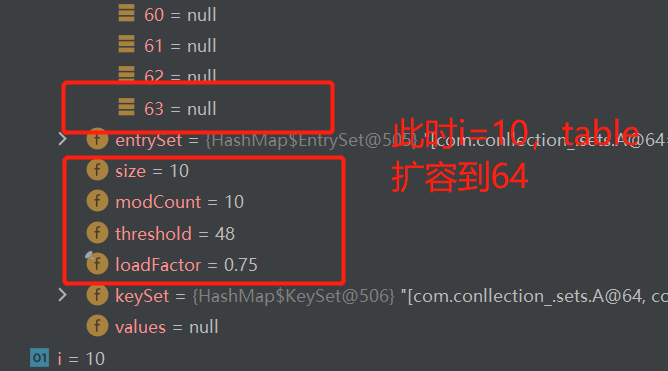 60 = null
61 = null
62 = null
63 = null
entrySet = {HashMap$EntrySet@505} "[com.conllection_.sets.A@64=
此时i=10，table
扩容到64
size = 10
modCount = 10
threshold = 48
loadFactor = 0.75
keySet = {HashMap$KeySet@506} "[com.conllection_.sets.A@64, co
values = null
01 i = 10